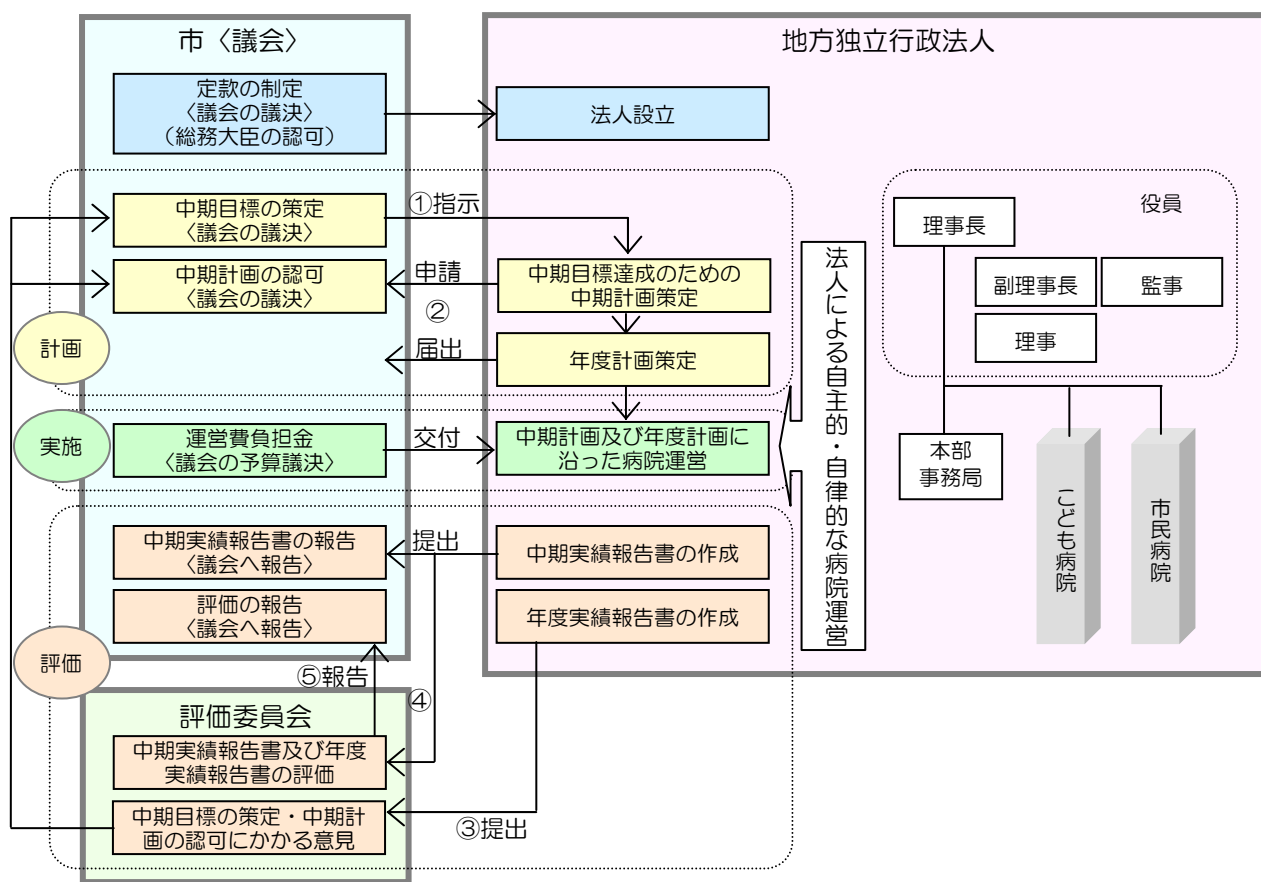 市〈議会〉
地方独立行政法人
定款の制定
〈議会の議決〉
（総務大臣の認可）
法人設立
中期目標の策定
〈議会の議決〉
①指示
中期計画の認可
〈議会の議決〉
申請
中期目標達成のための
中期計画策定
②
届出
年度計画策定
計画
実施
運営費負担金
〈議会の予算議決〉
交付
中期計画及び年度計画に
沿った病院運営
法人による自主的・自律的な病院運営
役員
理事長
副理事長
監事
理事
本部
事務局
こども病院
市民病院
中期実績報告書の報告
〈議会へ報告〉
提出
中期実績報告書の作成
評価の報告
〈議会へ報告〉
年度実績報告書の作成
評価
⑤報告
④
評価委員会
中期実績報告書及び年度
実績報告書の評価
中期目標の策定・中期計
画の認可にかかる意見
③提出